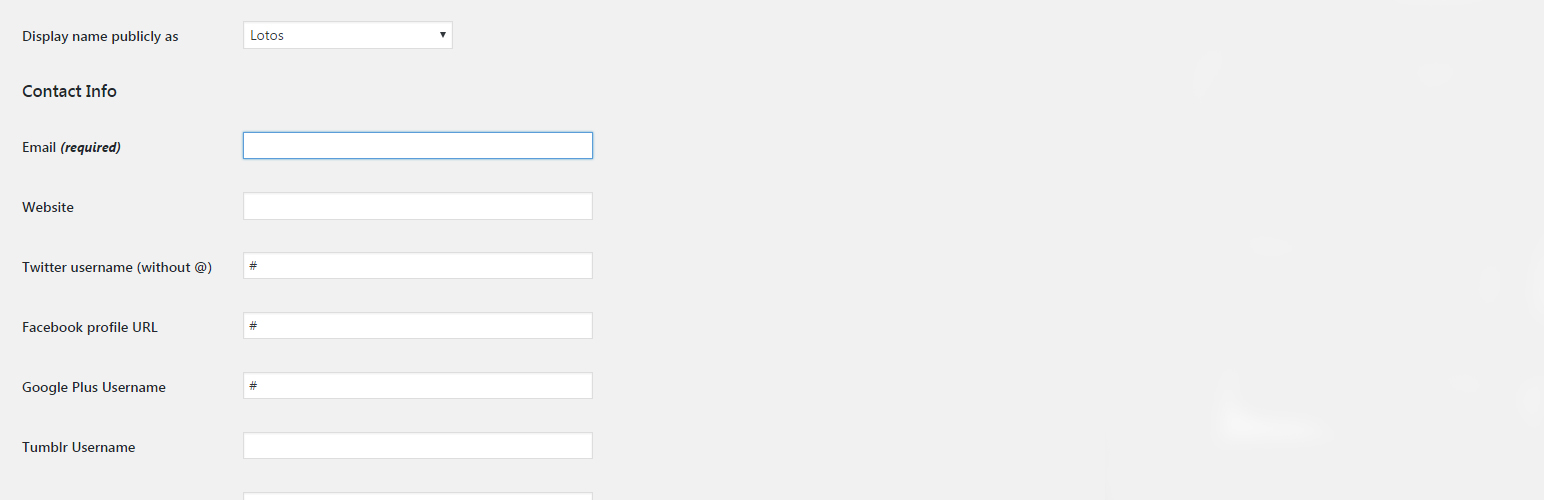 Display name publicly as Lotos
Contact Info
Email (required)
Website
Twitter username (without @) #
Facebook profile URL #
Google Plus Username #
Tumblr Username